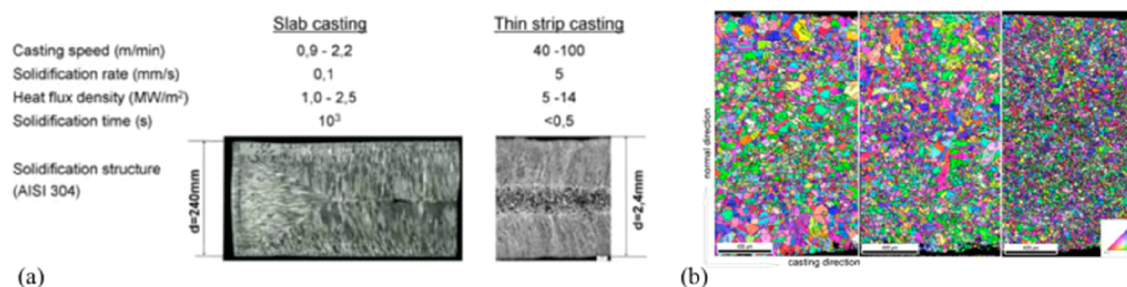 Slab casting Thin strip casting
Casting speed (m/min) 0,9 - 2,2 40 -100
Solidification rate (mm/s) 0,1 5
Heat flux density (MW/m²) 1,0 - 2,5 5 -14
Solidification time (s) 10³ <0,5
Solidification structure
(AISI 304)
d=240mm
d=2,4mm
(a)
normal direction
casting direction
(b)